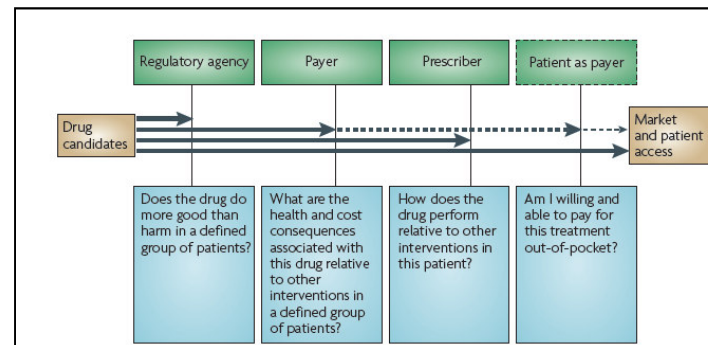 Regulatory agency
Payer
Prescriber
Patient as payer
Drug
candidates
Market
and patient
access
Does the drug do
more good than
harm in a defined
group of patients?
What are the
health and cost
consequences
associated with
this drug relative
to other
interventions in
a defined group
of patients?
How does the
drug perform
relative to other
interventions in
this patient?
Am I willing and
able to pay for
this treatment
out-of-pocket?